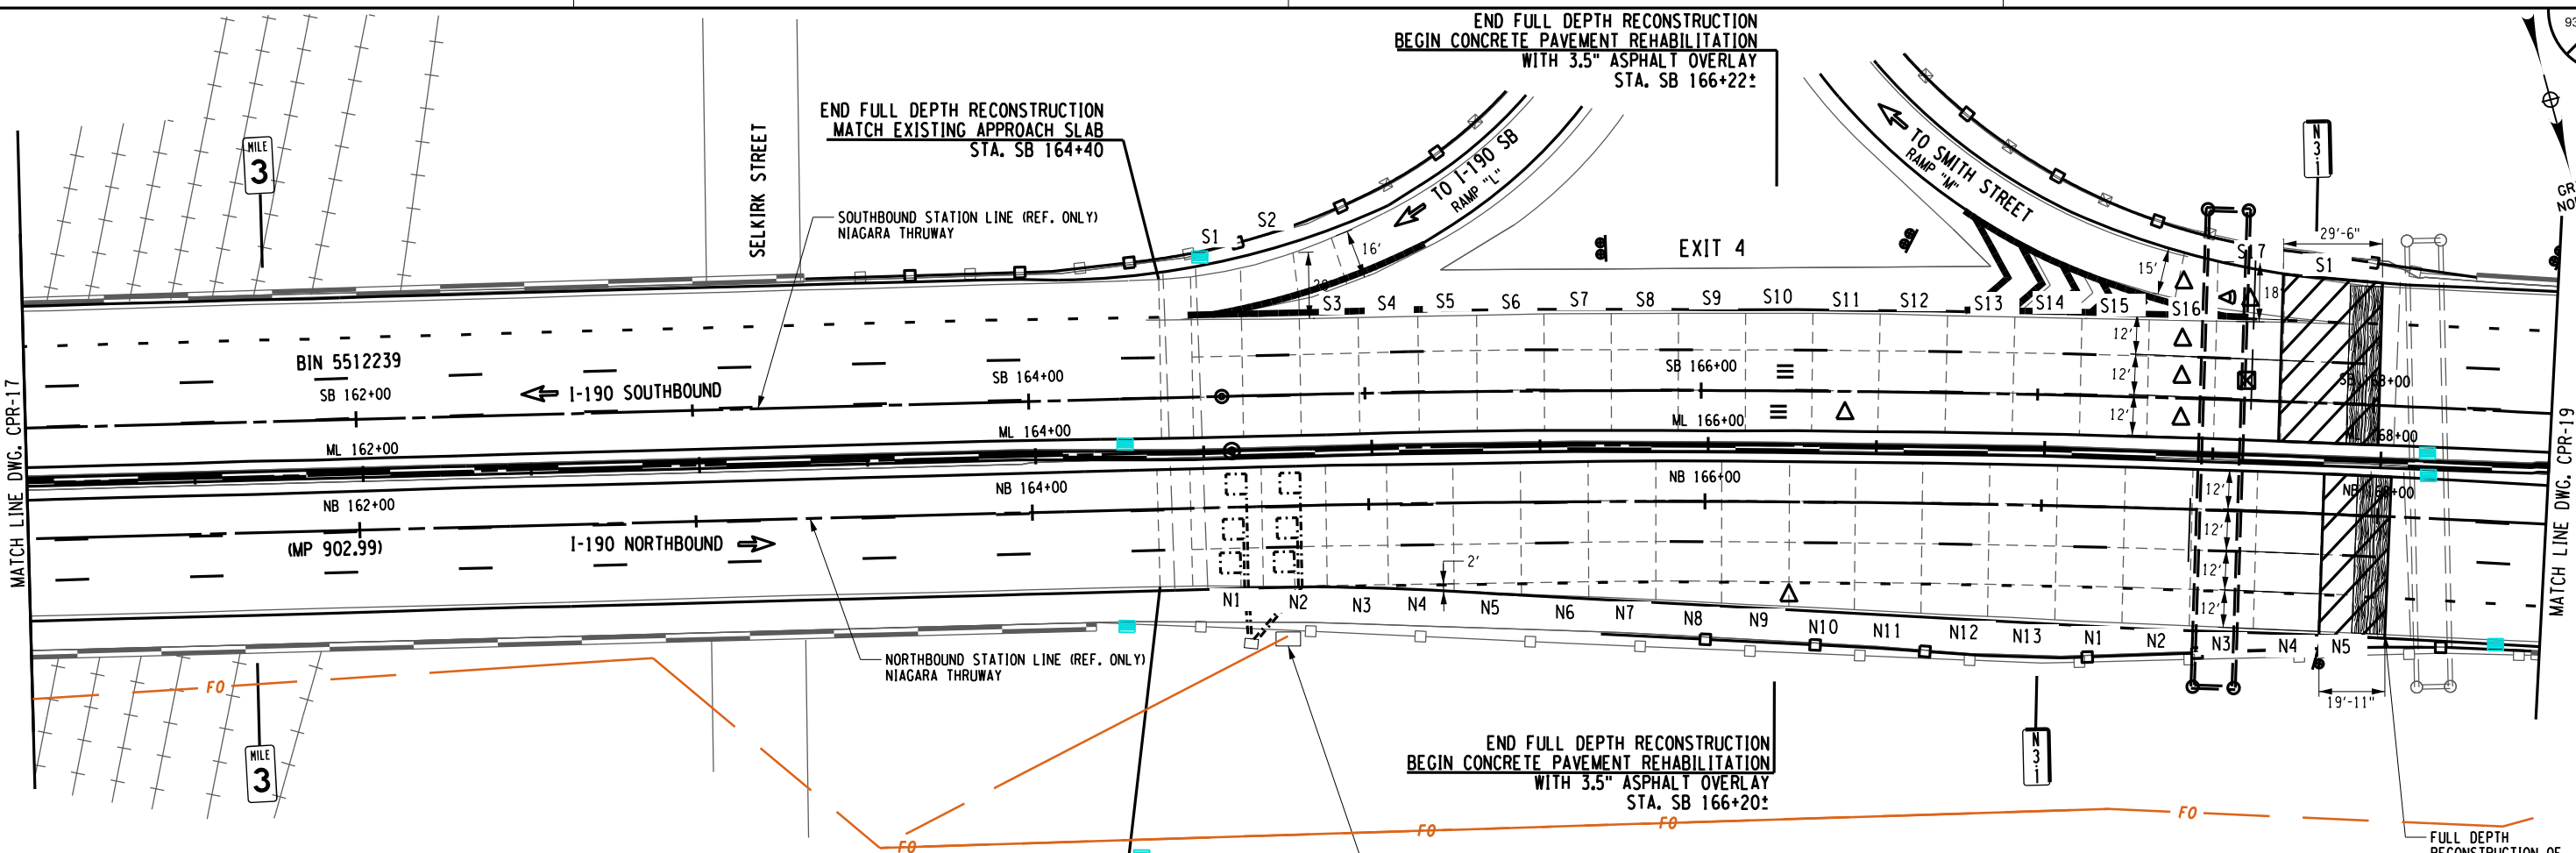 END FULL DEPTH RECONSTRUCTION
BEGIN CONCRETE PAVEMENT REHABILITATION
WITH 3.5" ASPHALT OVERLAY
STA. SB 166+22±
END FULL DEPTH RECONSTRUCTION
MATCH EXISTING APPROACH SLAB
STA. SB 164+40
MILE
3
SELKIRK STREET
SOUTHBOUND STATION LINE (REF. ONLY)
NIAGARA THRUWAY
TO I-190 SB
RAMP "L"
TO SMITH STREET
RAMP "M"
EXIT 4
N
3
1
29'-6"
16'
15'
18'
S1
S2
S3
S4
S5
S6
S7
S8
S9
S10
S11
S12
S13
S14
S15
S16
S17
S1
12'
12'
12'
BIN 5512239
SB 162+00
I-190 SOUTHBOUND
SB 164+00
SB 166+00
ML 162+00
ML 164+00
ML 166+00
NB 162+00
NB 164+00
NB 166+00
(MP 902.99)
I-190 NORTHBOUND
2'
12'
12'
12'
12'
MATCH LINE DWG. CPR-17
MATCH LINE DWG. CPR-19
N1
N2
N3
N4
N5
N6
N7
N8
N9
N10
N11
N12
N13
N1
N2
N3
N4
N5
19'-11"
NORTHBOUND STATION LINE (REF. ONLY)
NIAGARA THRUWAY
FO
MILE
3
END FULL DEPTH RECONSTRUCTION
BEGIN CONCRETE PAVEMENT REHABILITATION
WITH 3.5" ASPHALT OVERLAY
STA. SB 166+20±
N
3
1
FO
FO
FO
FO
FULL DEPTH
RECONSTRUCTION OF